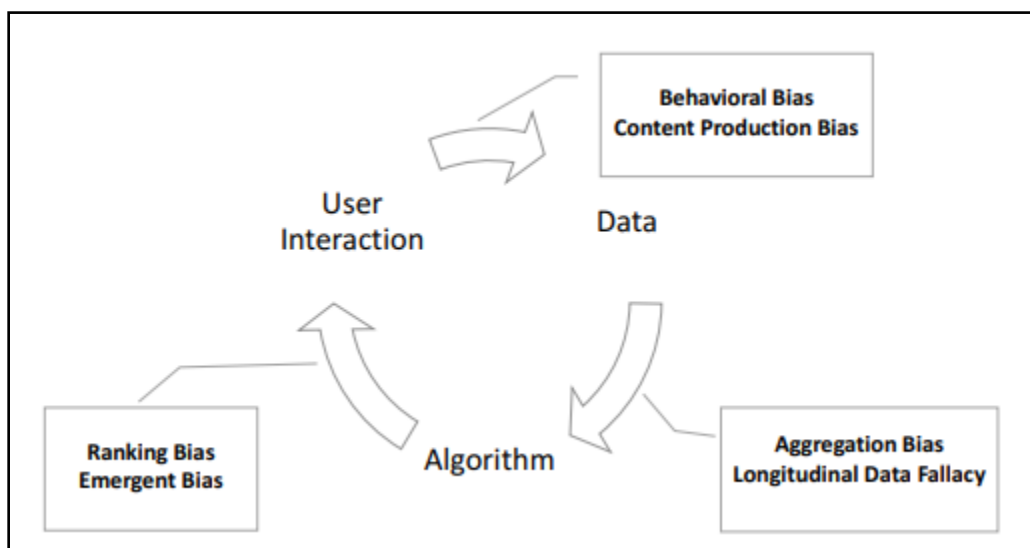 Behavioral Bias
Content Production Bias
User
Interaction
Data
Algorithm
Ranking Bias
Emergent Bias
Aggregation Bias
Longitudinal Data Fallacy